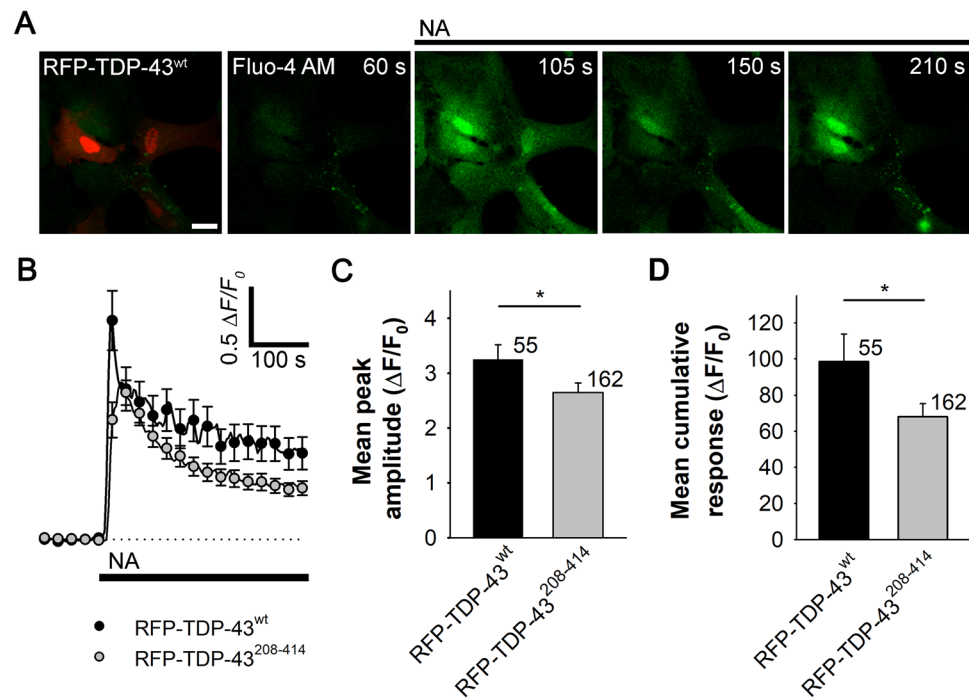 A
NA
RFP-TDP-43wt
Fluo-4 AM
60 s
105 s
150 s
210 s
B
0.5 ΔF/F0
100 s
NA
RFP-TDP-43wt
RFP-TDP-43208-414
C
Mean peak
amplitude (ΔF/F0)
4
3
2
1
0
*
55
162
RFP-TDP-43wt
RFP-TDP-43208-414
D
Mean cumulative
response (ΔF/F0)
120
100
80
60
40
20
0
*
55
162
RFP-TDP-43wt
RFP-TDP-43208-414